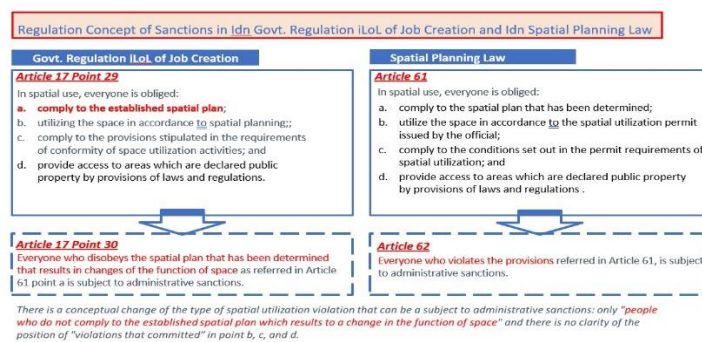 Regulation Concept of Sanctions in Idn Govt. Regulation iLoL of Job Creation and Idn Spatial Planning Law
Govt. Regulation iLoL of Job Creation
Article 17 Point 29
In spatial use, everyone is obliged:
a. comply to the established spatial plan;
b. utilizing the space in accordance to spatial planning;;
c. comply to the provisions stipulated in the requirements
of conformity of space utilization activities; and
d. provide access to areas which are declared public
property by provisions of laws and regulations.
Article 17 Point 30
Everyone who disobeys the spatial plan that has been determined
that results in changes of the function of space as referred in Article
61 point a is subject to administrative sanctions.
Spatial Planning Law
Article 61
In spatial use, everyone is obliged:
a. comply to the spatial plan that has been determined;
b. utilize the space in accordance to the spatial utilization permit
issued by the official;
c. comply to the conditions set out in the permit requirements of
spatial utilization; and
d. provide access to areas which are declared public property
by provisions of laws and regulations .
Article 62
Everyone who violates the provisions referred in Article 61, is subject
to administrative sanctions.
There is a conceptual change of the type of spatial utilization violation that can be a subject to administrative sanctions: only "people
who do not comply to the established spatial plan which results to a change in the function of space" and there is no clarity of the
position of "violations that committed" in point b, c, and d.